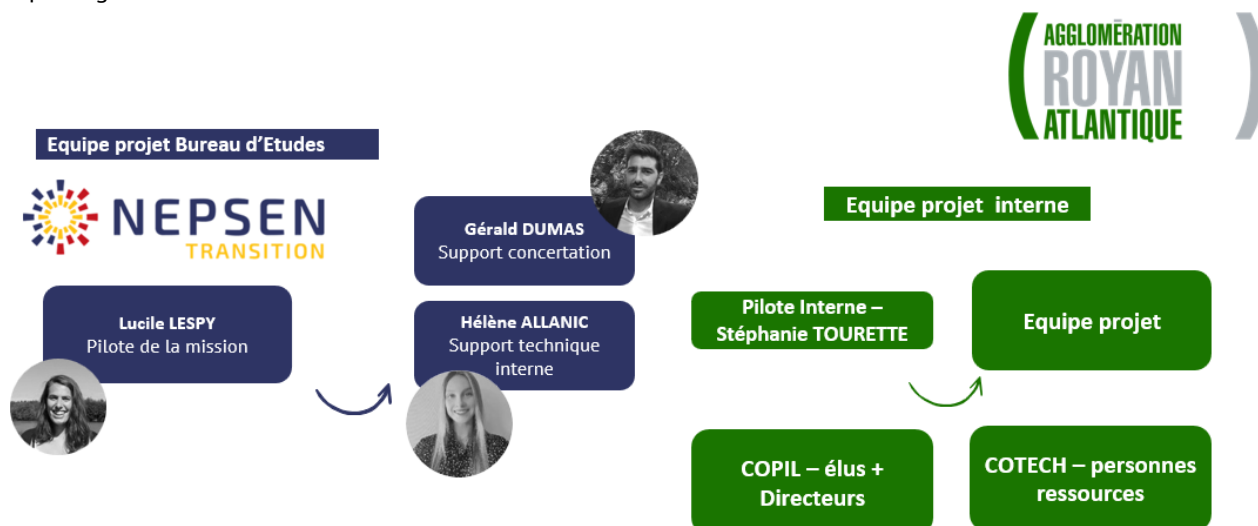 AGGLOMÉRATION
ROYAN
ATLANTIQUE
Equipe projet Bureau d'Etudes
NEPSEN
TRANSITION
Gérald DUMAS
Support concertation
Lucile LESPY
Pilote de la mission
Hélène ALLANIC
Support technique
interne
Equipe projet interne
Pilote Interne –
Stéphanie TOURETTE
Equipe projet
COPIL – élus +
Directeurs
COTECH – personnes
ressources